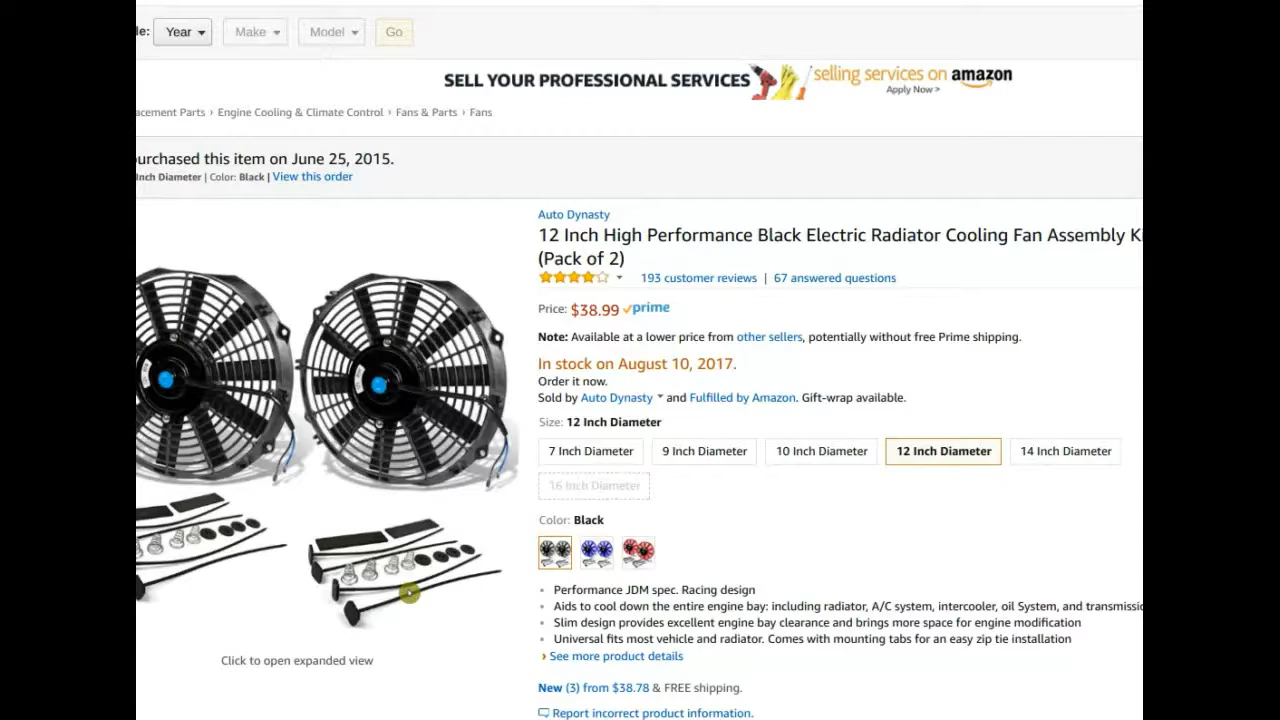 le: Year Make Model Go
SELL YOUR PROFESSIONAL SERVICES selling services on amazon
Apply Now >
acement Parts › Engine Cooling & Climate Control › Fans & Parts › Fans
urchased this item on June 25, 2015.
Inch Diameter | Color: Black | View this order
Auto Dynasty
12 Inch High Performance Black Electric Radiator Cooling Fan Assembly Ki
(Pack of 2)
193 customer reviews | 67 answered questions
Price: $38.99 prime
Note: Available at a lower price from other sellers, potentially without free Prime shipping.
In stock on August 10, 2017.
Order it now.
Sold by Auto Dynasty and Fulfilled by Amazon. Gift-wrap available.
Size: 12 Inch Diameter
7 Inch Diameter 9 Inch Diameter 10 Inch Diameter 12 Inch Diameter 14 Inch Diameter
16 Inch Diameter
Color: Black
Performance JDM spec. Racing design
Aids to cool down the entire engine bay: including radiator, A/C system, intercooler, oil System, and transmissio
Slim design provides excellent engine bay clearance and brings more space for engine modification
Universal fits most vehicle and radiator. Comes with mounting tabs for an easy zip tie installation
› See more product details
Click to open expanded view
New (3) from $38.78 & FREE shipping.
Report incorrect product information.